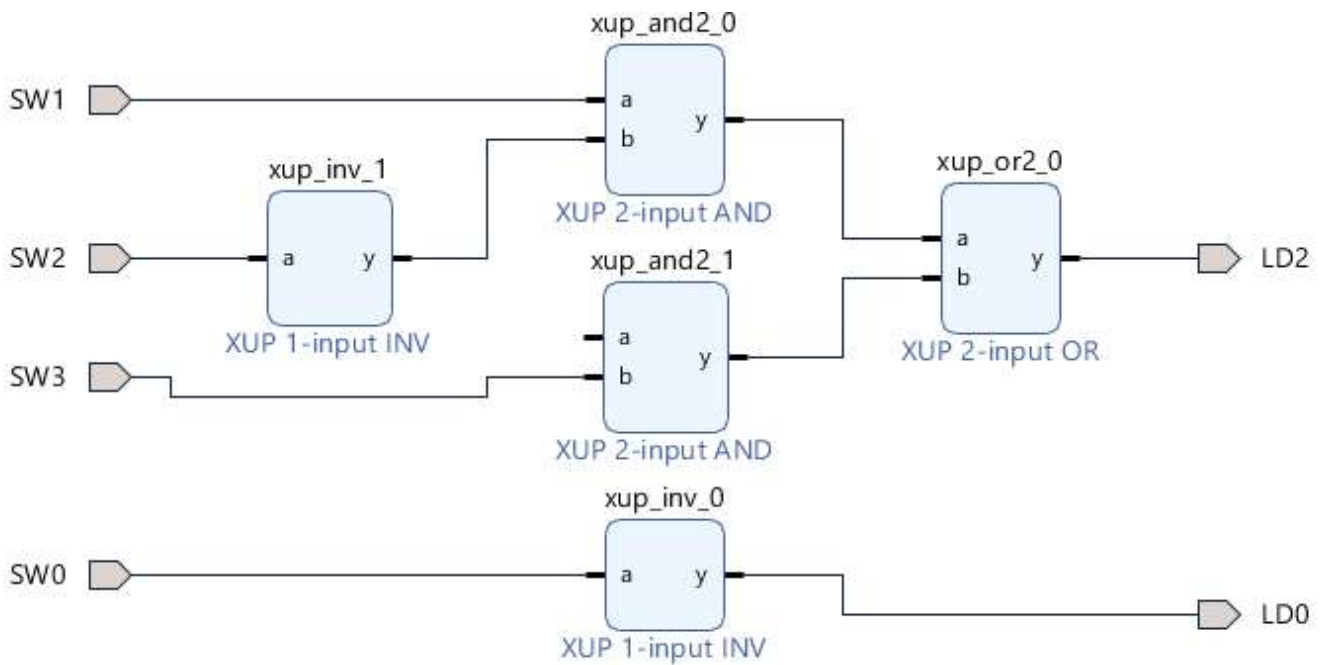 xup_and2_0
SW1
a
y
b
xup_inv_1
xup_or2_0
XUP 2-input AND
a
SW2
a
y
xup_and2_1
y
LD2
b
XUP 1-input INV
a
XUP 2-input OR
y
SW3
b
XUP 2-input AND
xup_inv_0
SW0
a
y
LD0
XUP 1-input INV